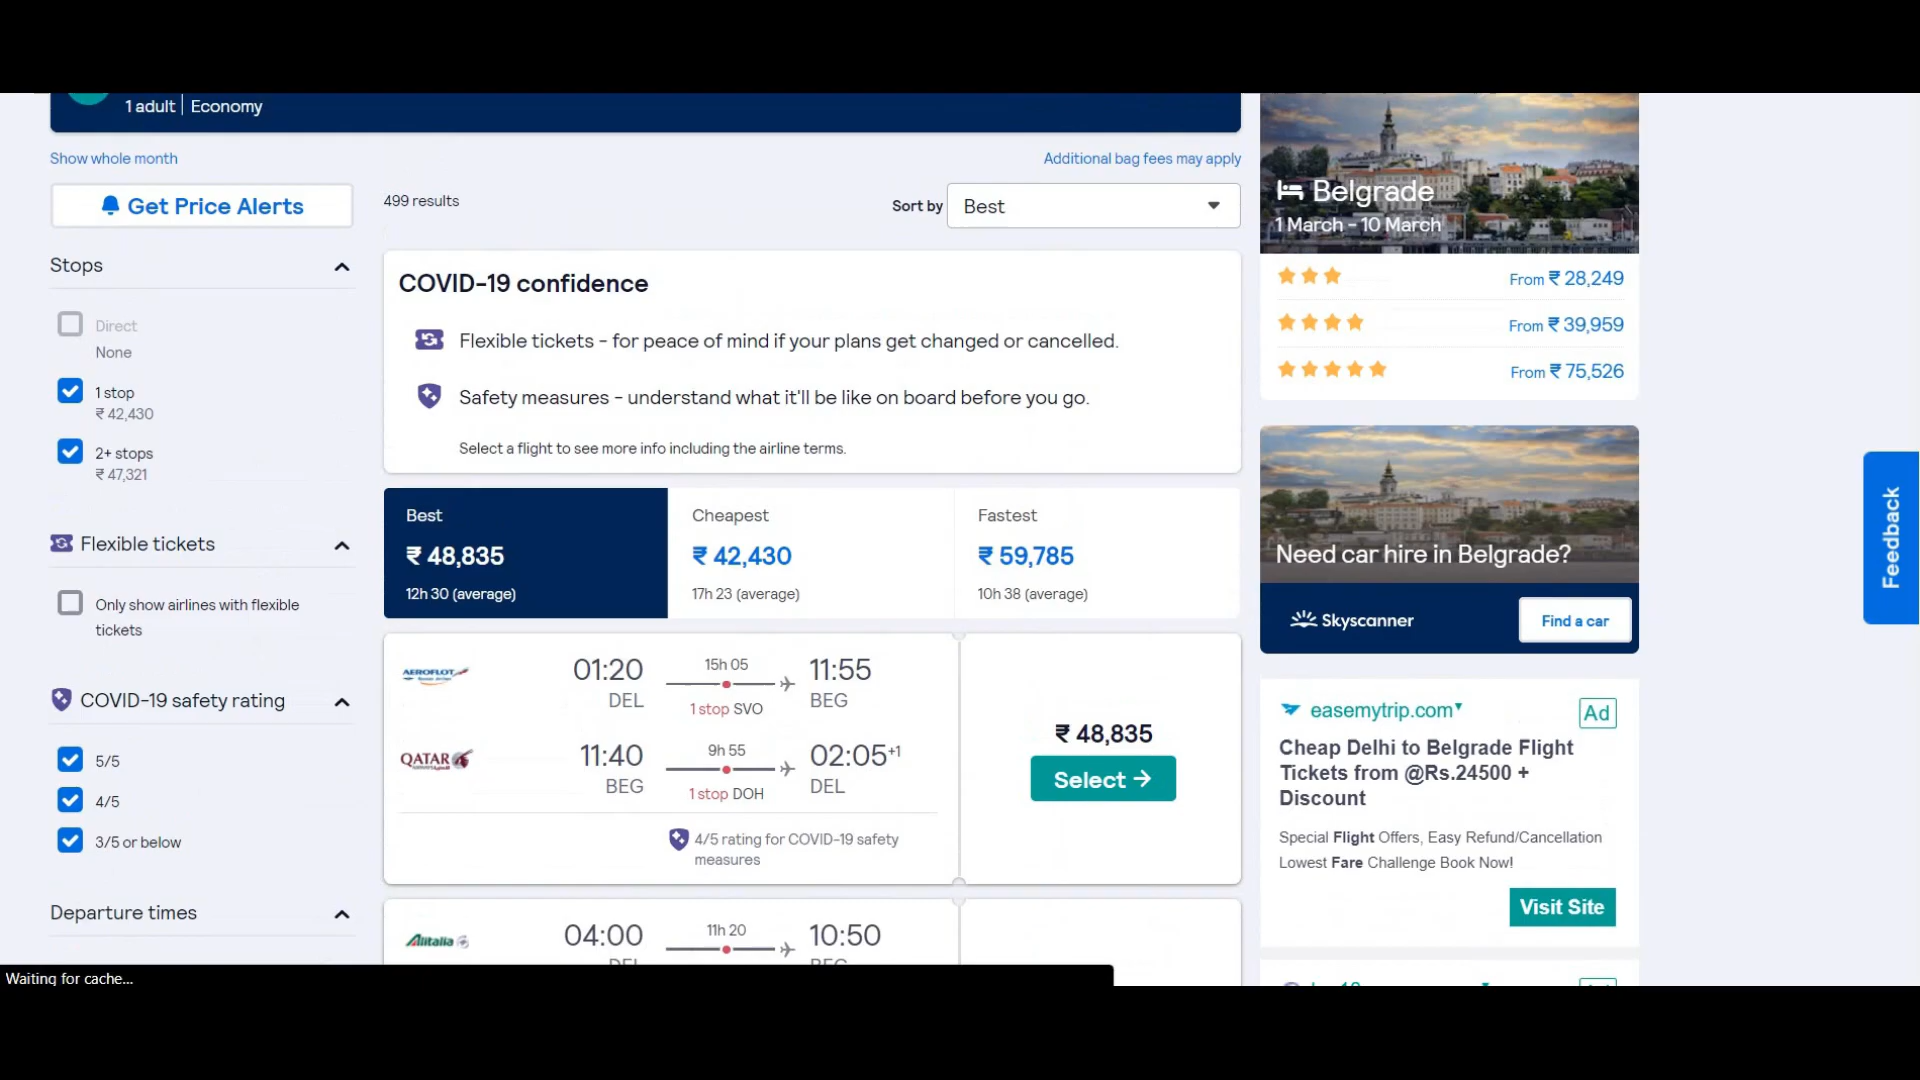 1 adult | Economy
Show whole month
Additional bag fees may apply
Get Price Alerts
499 results
Sort by
Best
Stops
Direct
None
1 stop
₹ 42,430
2+ stops
₹ 47,321
Flexible tickets
Only show airlines with flexible
tickets
COVID-19 safety rating
5/5
4/5
3/5 or below
Departure times
COVID-19 confidence
Flexible tickets - for peace of mind if your plans get changed or cancelled.
Safety measures - understand what it'll be like on board before you go.
Select a flight to see more info including the airline terms.
Best
₹ 48,835
12h 30 (average)
Cheapest
₹ 42,430
17h 23 (average)
Fastest
₹ 59,785
10h 38 (average)
AEROFLOT
01:20
DEL
15h 05
1 stop SVO
11:55
BEG
QATAR
11:40
BEG
9h 55
1 stop DOH
02:05+1
DEL
4/5 rating for COVID-19 safety
measures
₹ 48,835
Select →
Alitalia
04:00
DEL
11h 20
10:50
BEG
Belgrade
1 March - 10 March
From ₹ 28,249
From ₹ 39,959
From ₹ 75,526
Need car hire in Belgrade?
Skyscanner
Find a car
easemytrip.com
Ad
Cheap Delhi to Belgrade Flight
Tickets from @Rs.24500 +
Discount
Special Flight Offers, Easy Refund/Cancellation
Lowest Fare Challenge Book Now!
Visit Site
Feedback
Waiting for cache...